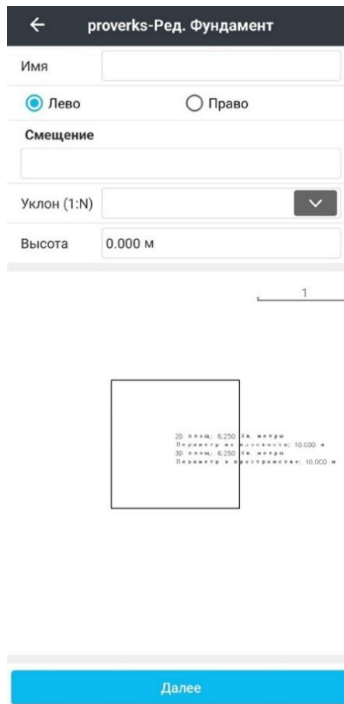 proverks-Ред. Фундамент
Имя
Лево
Право
Смещение
Уклон (1:N)
Высота
0.000 м
1
2D площ: 6.250 Кв. метры
Периметр на плоскости: 10.000 м
3D площ: 6.250 Кв. метры
Периметр в пространстве: 10.000 м
Далее